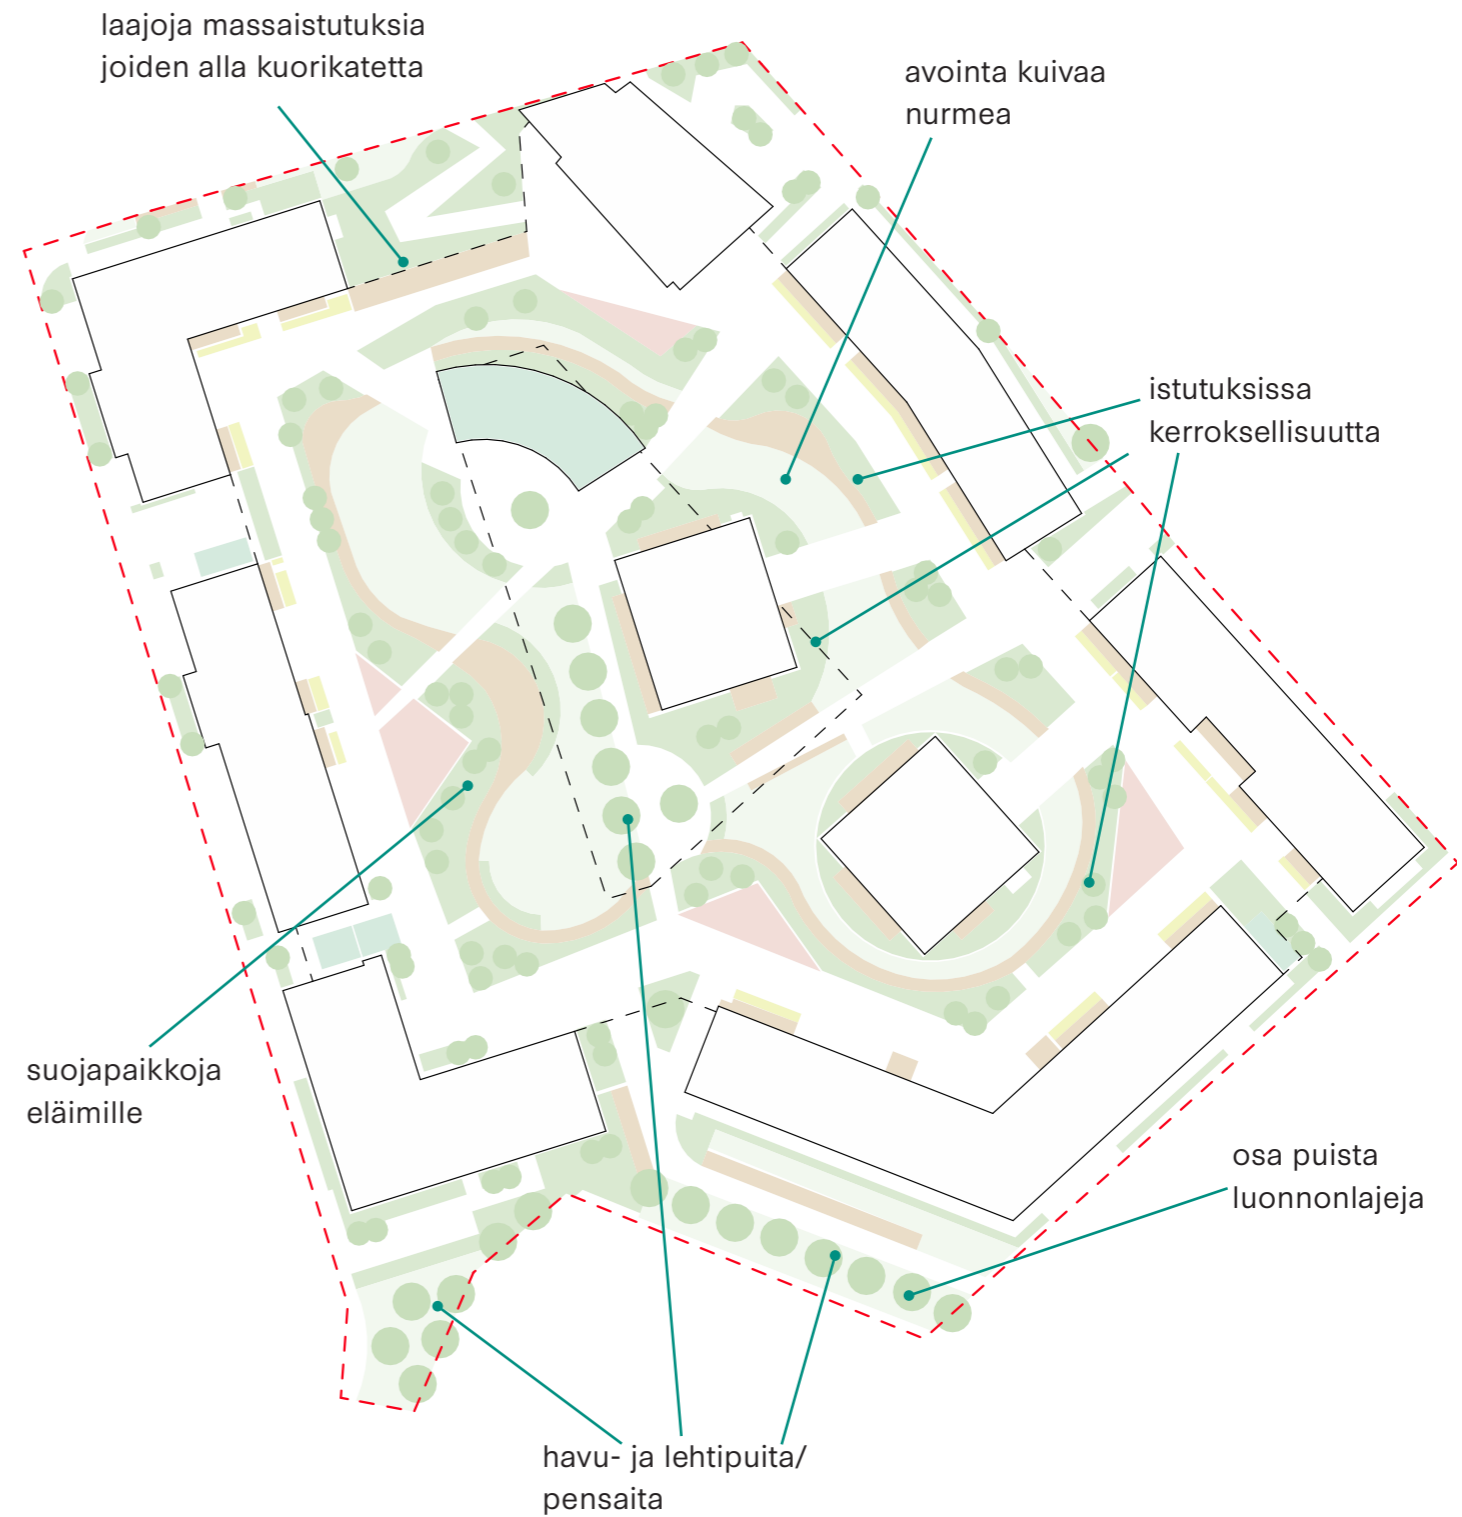 laajoja massaistutuksia
joiden alla kuorikatetta
avointa kuivaa
nurmea
istutuksissa
kerroksellisuutta
suojapaikkoja
eläimille
osa puista
luonnonlajeja
havu- ja lehtipuita/
pensaita